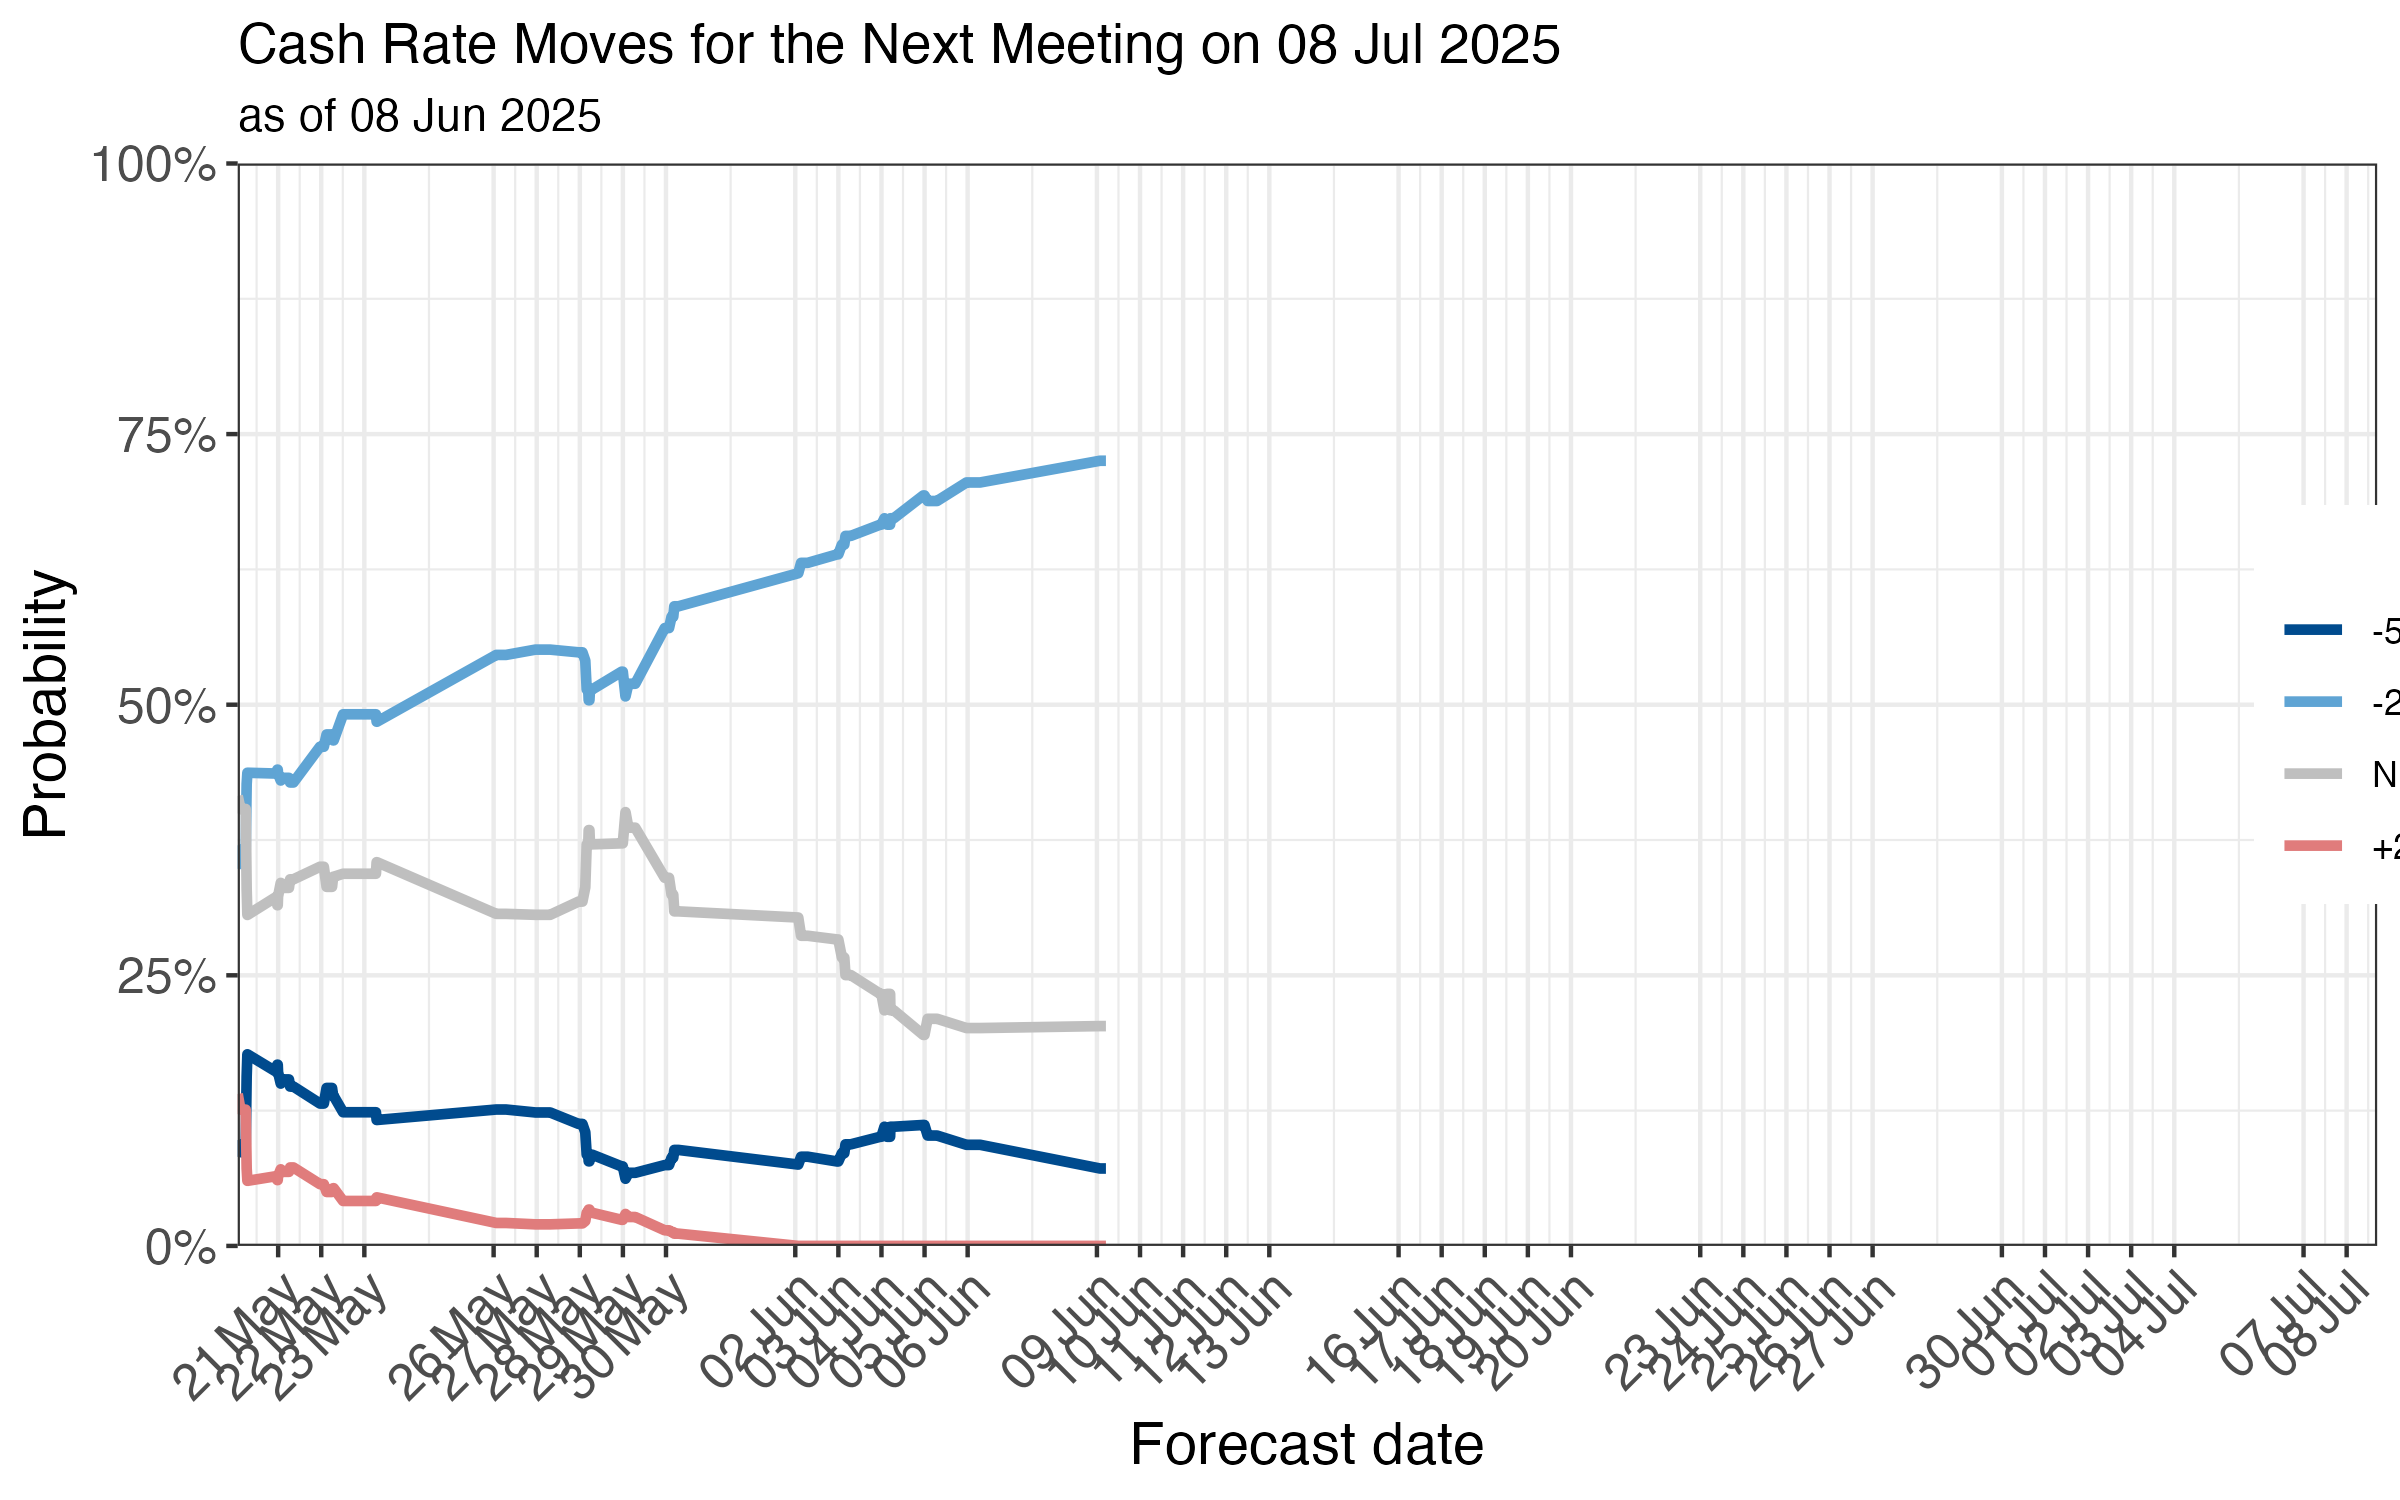 Cash Rate Moves for the Next Meeting on 08 Jul 2025
as of 08 Jun 2025
Probability
100%
75%
50%
25%
0%
-5
-2
N
+2
21 May
22 May
23 May
26 May
27 May
28 May
29 May
30 May
02 Jun
03 Jun
04 Jun
05 Jun
06 Jun
09 Jun
10 Jun
11 Jun
12 Jun
13 Jun
16 Jun
17 Jun
18 Jun
19 Jun
20 Jun
23 Jun
24 Jun
25 Jun
26 Jun
27 Jun
30 Jun
01 Jul
02 Jul
03 Jul
04 Jul
07 Jul
08 Jul
Forecast date